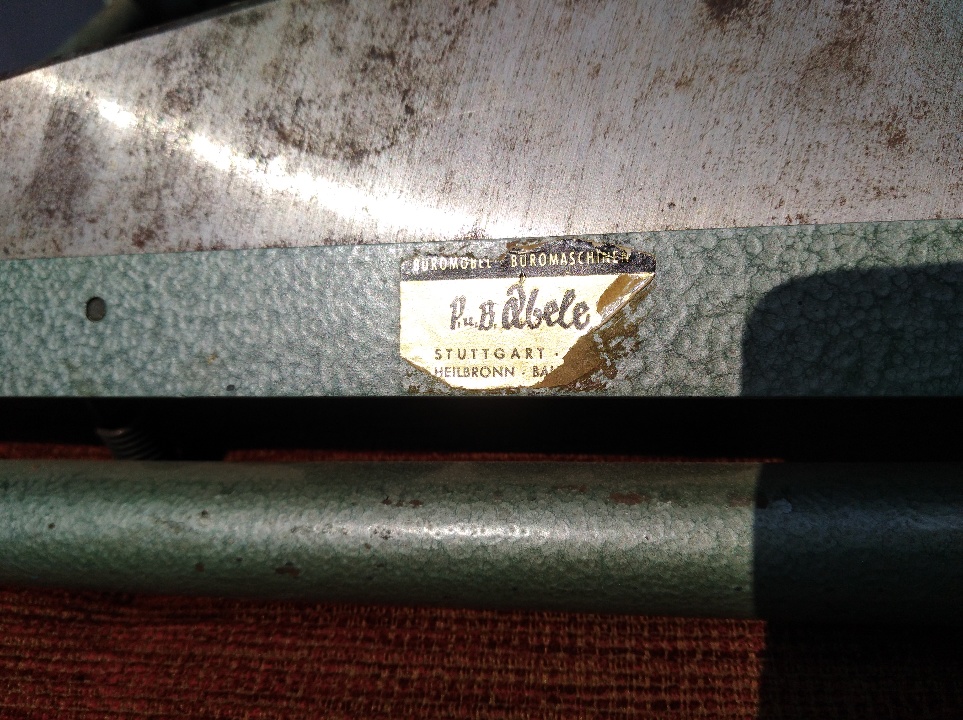 BÜROMÖBEL · BÜROMASCHINEN
P.u.B. Abele
STUTTGART ·
HEILBRONN ·